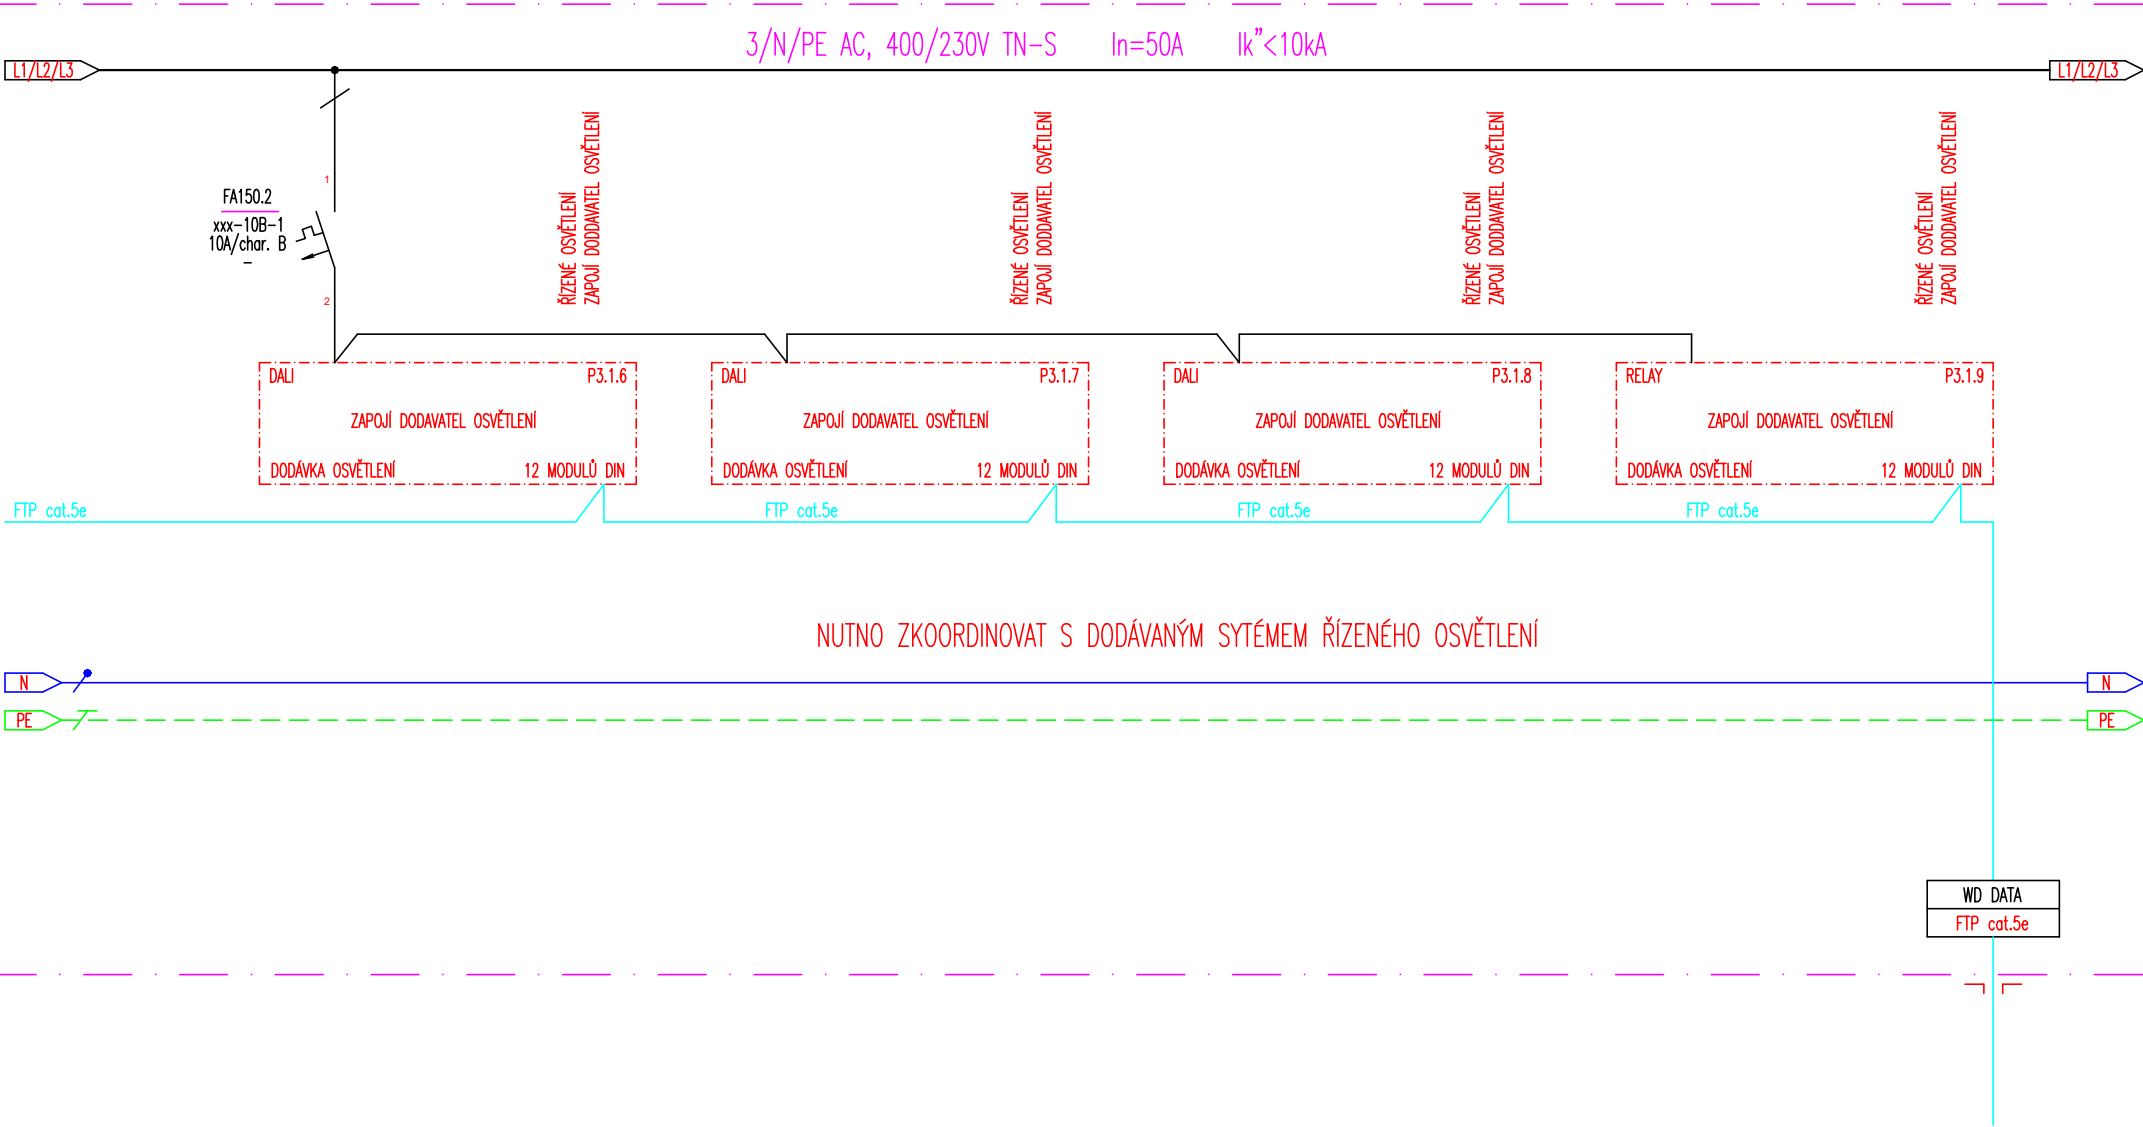 3/N/PE AC, 400/230V TN-S In=50A Ik"<10kA
L1/L2/L3
L1/L2/L3
1
FA150.2
xxx-10B-1
10A/char. B
-
2
ŘÍZENÉ OSVĚTLENÍ
ZAPOJÍ DODDAVATEL OSVĚTLENÍ
ŘÍZENÉ OSVĚTLENÍ
ZAPOJÍ DODDAVATEL OSVĚTLENÍ
ŘÍZENÉ OSVĚTLENÍ
ZAPOJÍ DODDAVATEL OSVĚTLENÍ
ŘÍZENÉ OSVĚTLENÍ
ZAPOJÍ DODDAVATEL OSVĚTLENÍ
DALI P3.1.6
ZAPOJÍ DODAVATEL OSVĚTLENÍ
DODÁVKA OSVĚTLENÍ 12 MODULŮ DIN
DALI P3.1.7
ZAPOJÍ DODAVATEL OSVĚTLENÍ
DODÁVKA OSVĚTLENÍ 12 MODULŮ DIN
DALI P3.1.8
ZAPOJÍ DODAVATEL OSVĚTLENÍ
DODÁVKA OSVĚTLENÍ 12 MODULŮ DIN
RELAY P3.1.9
ZAPOJÍ DODAVATEL OSVĚTLENÍ
DODÁVKA OSVĚTLENÍ 12 MODULŮ DIN
FTP cat.5e
FTP cat.5e
FTP cat.5e
FTP cat.5e
NUTNO ZKOORDINOVAT S DODÁVANÝM SYTÉMEM ŘÍZENÉHO OSVĚTLENÍ
N
N
PE
PE
WD DATA
FTP cat.5e